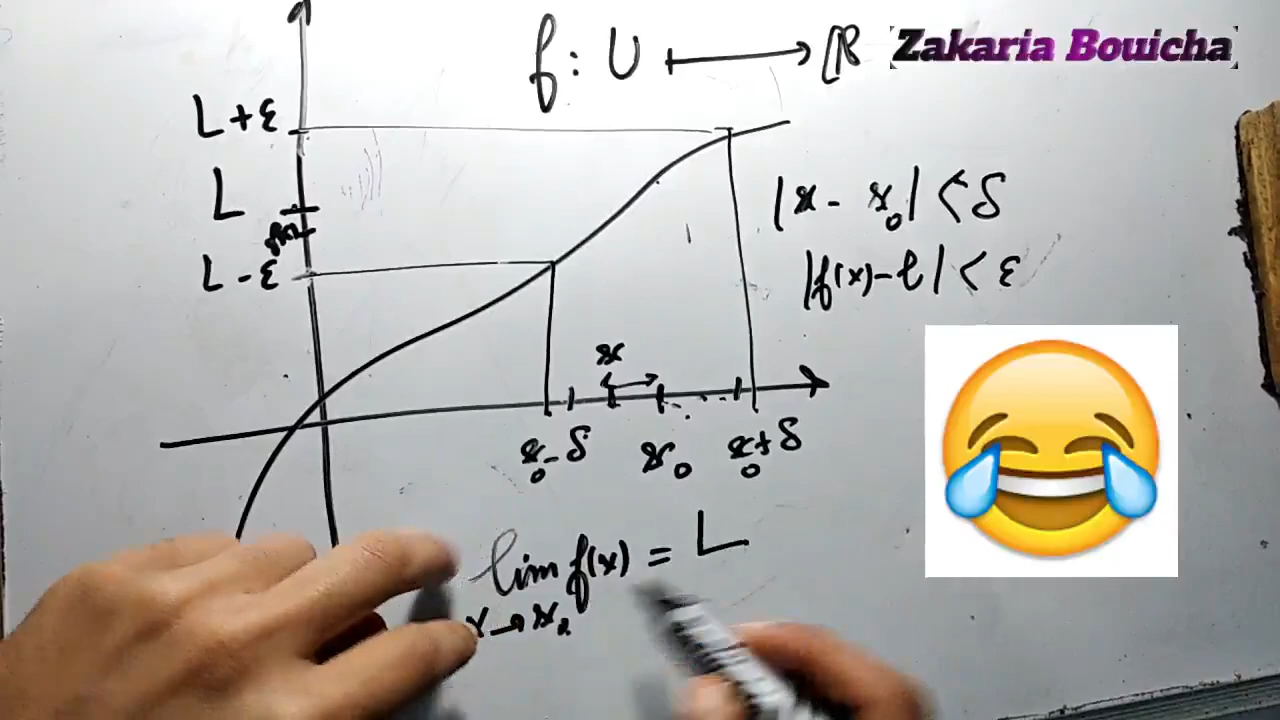 f : U ⟼ ℝ
Zakaria Bouicha
L + ε
L
f(x)
L - ε
|x - x₀| < δ
|f(x) - l| < ε
x
x₀ - δ
x₀
x₀ + δ
lim f(x) = L
x → x₀